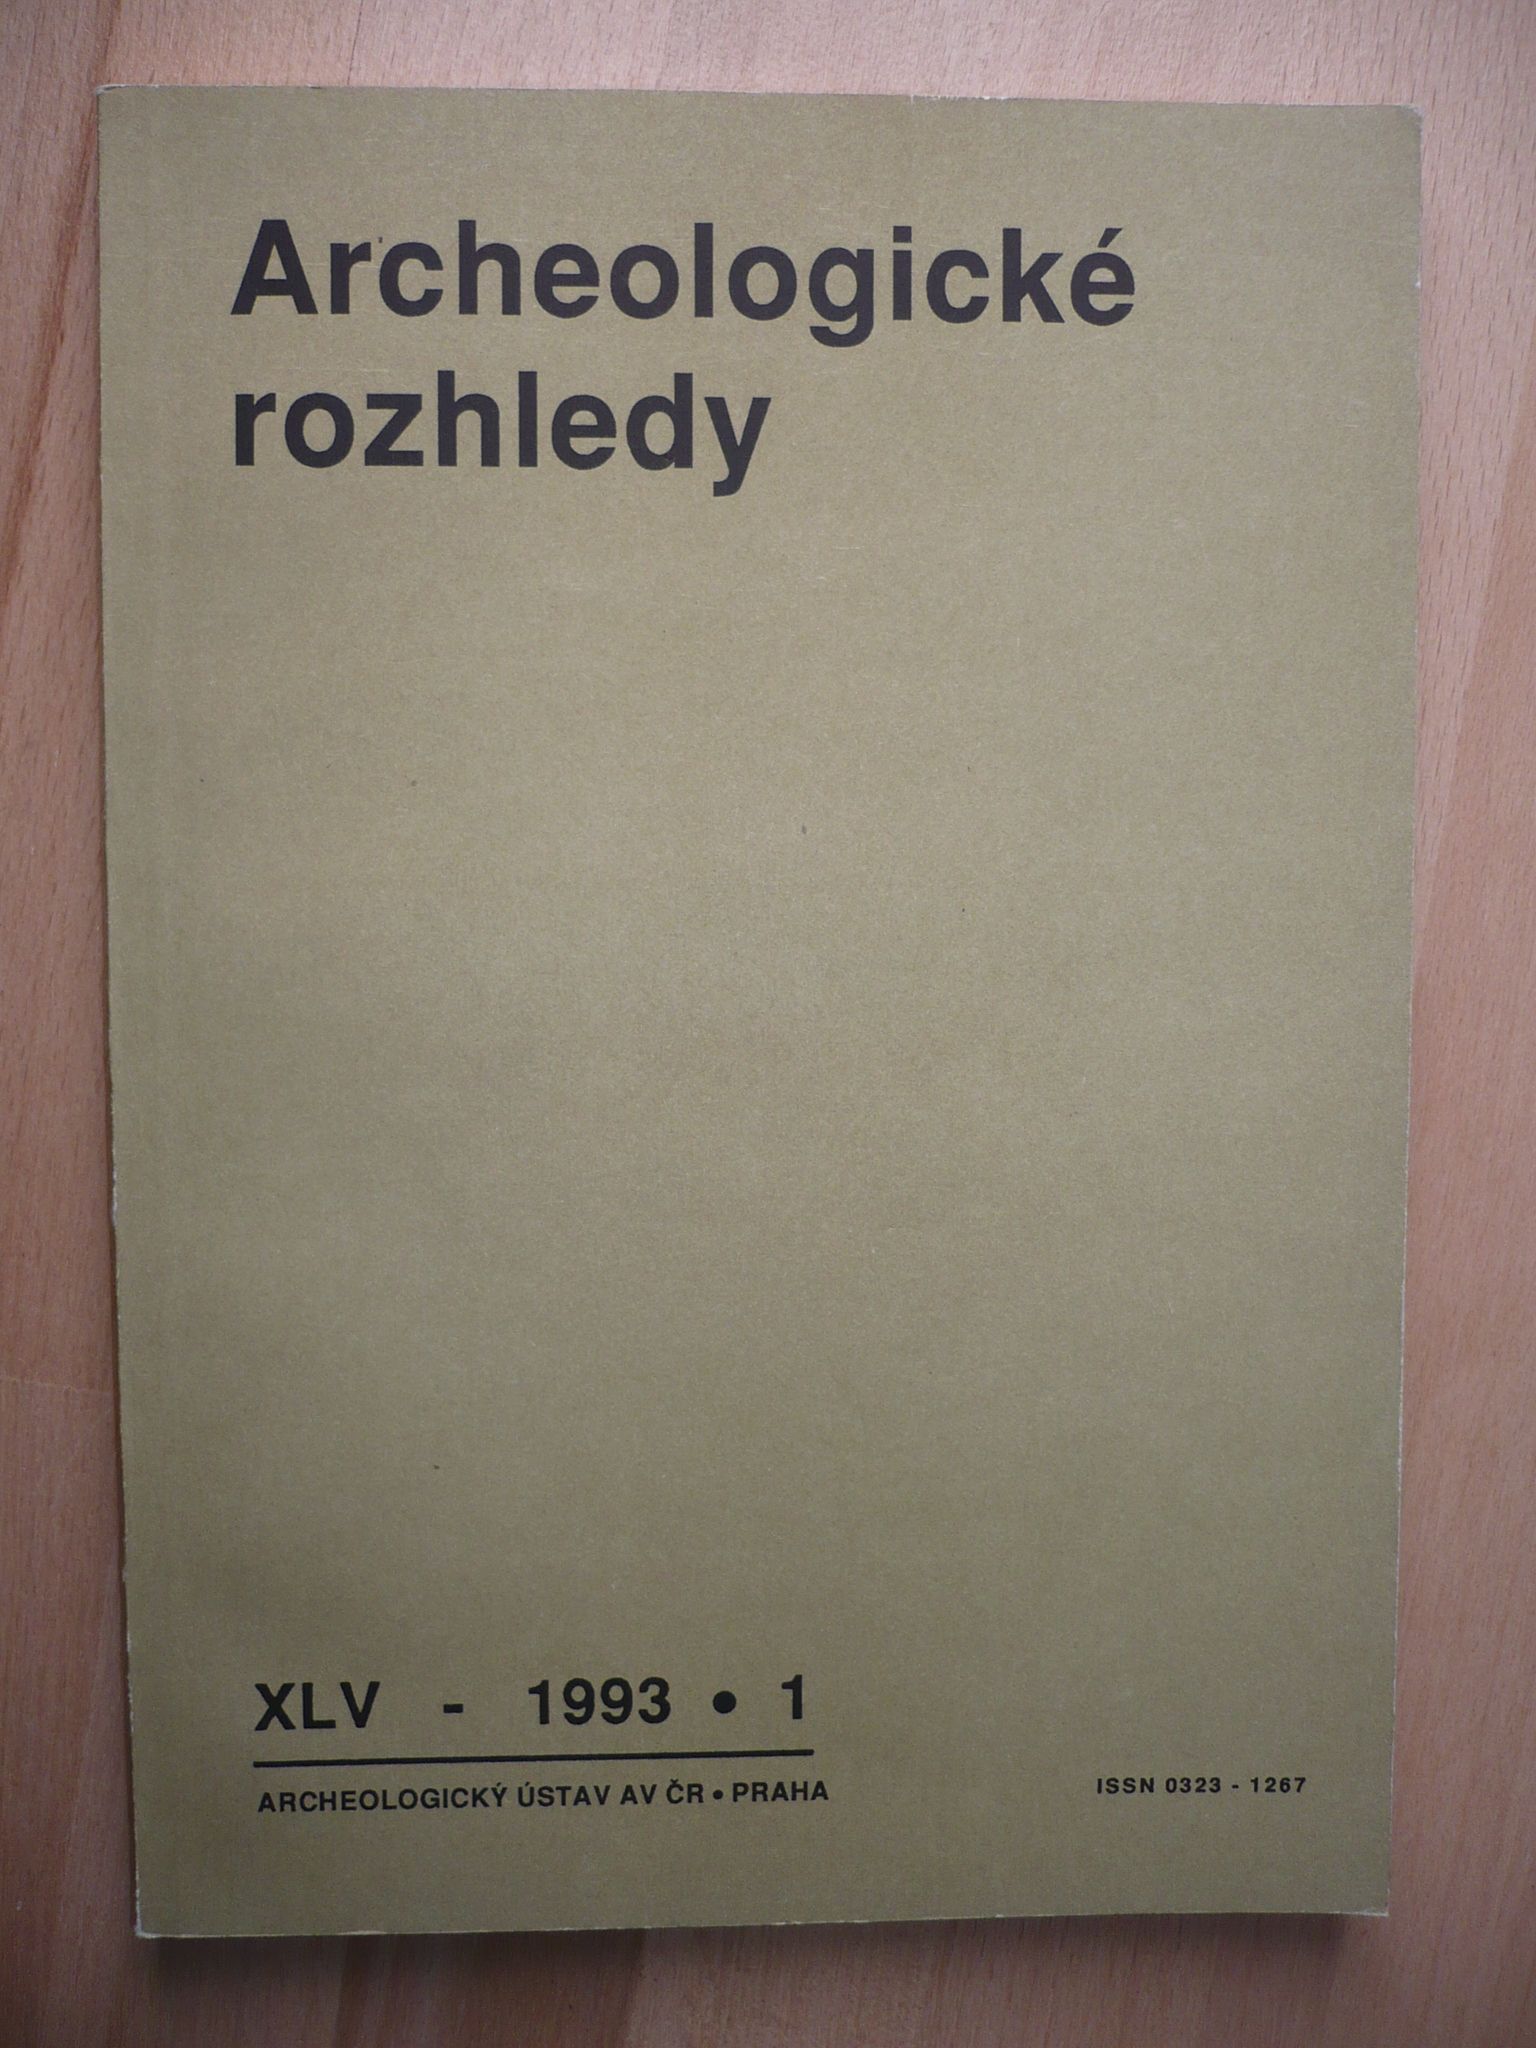 Archeologické
rozhledy
XLV - 1993 • 1
ARCHEOLOGICKÝ ÚSTAV AV ČR • PRAHA
ISSN 0323 - 1267